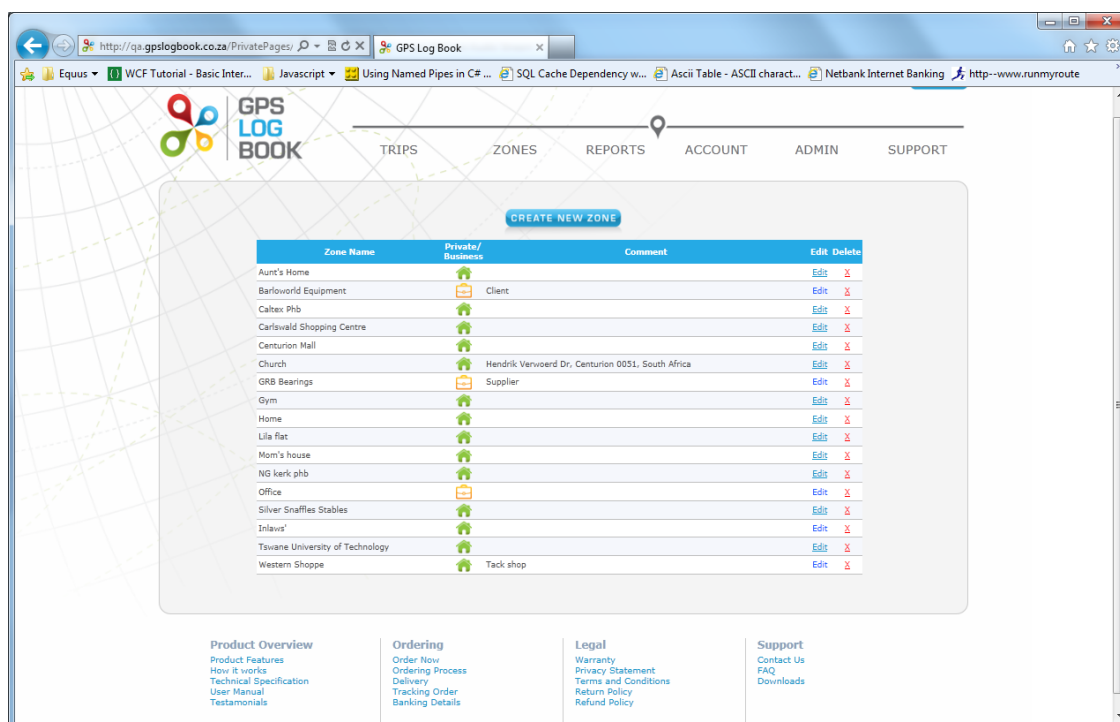 http://qa.gpslogbook.co.za/PrivatePages/
GPS Log Book
Equus
WCF Tutorial - Basic Inter...
Javascript
Using Named Pipes in C# ...
SQL Cache Dependency w...
Ascii Table - ASCII charact...
Netbank Internet Banking
http--www.runmyroute
GPS
LOG
BOOK
TRIPS ZONES REPORTS ACCOUNT ADMIN SUPPORT
CREATE NEW ZONE
Zone Name Private/ Business Comment Edit Delete
Aunt's Home Edit X
Barloworld Equipment Client Edit X
Caltex Phb Edit X
Carlswald Shopping Centre Edit X
Centurion Mall Edit X
Church Hendrik Verwoerd Dr, Centurion 0051, South Africa Edit X
GRB Bearings Supplier Edit X
Gym Edit X
Home Edit X
Lila flat Edit X
Mom's house Edit X
NG kerk phb Edit X
Office Edit X
Silver Snaffles Stables Edit X
Inlaws' Edit X
Tswane University of Technology Edit X
Western Shoppe Tack shop Edit X
Product Overview
Product Features
How it works
Technical Specification
User Manual
Testamonials
Ordering
Order Now
Ordering Process
Delivery
Tracking Order
Banking Details
Legal
Warranty
Privacy Statement
Terms and Conditions
Return Policy
Refund Policy
Support
Contact Us
FAQ
Downloads